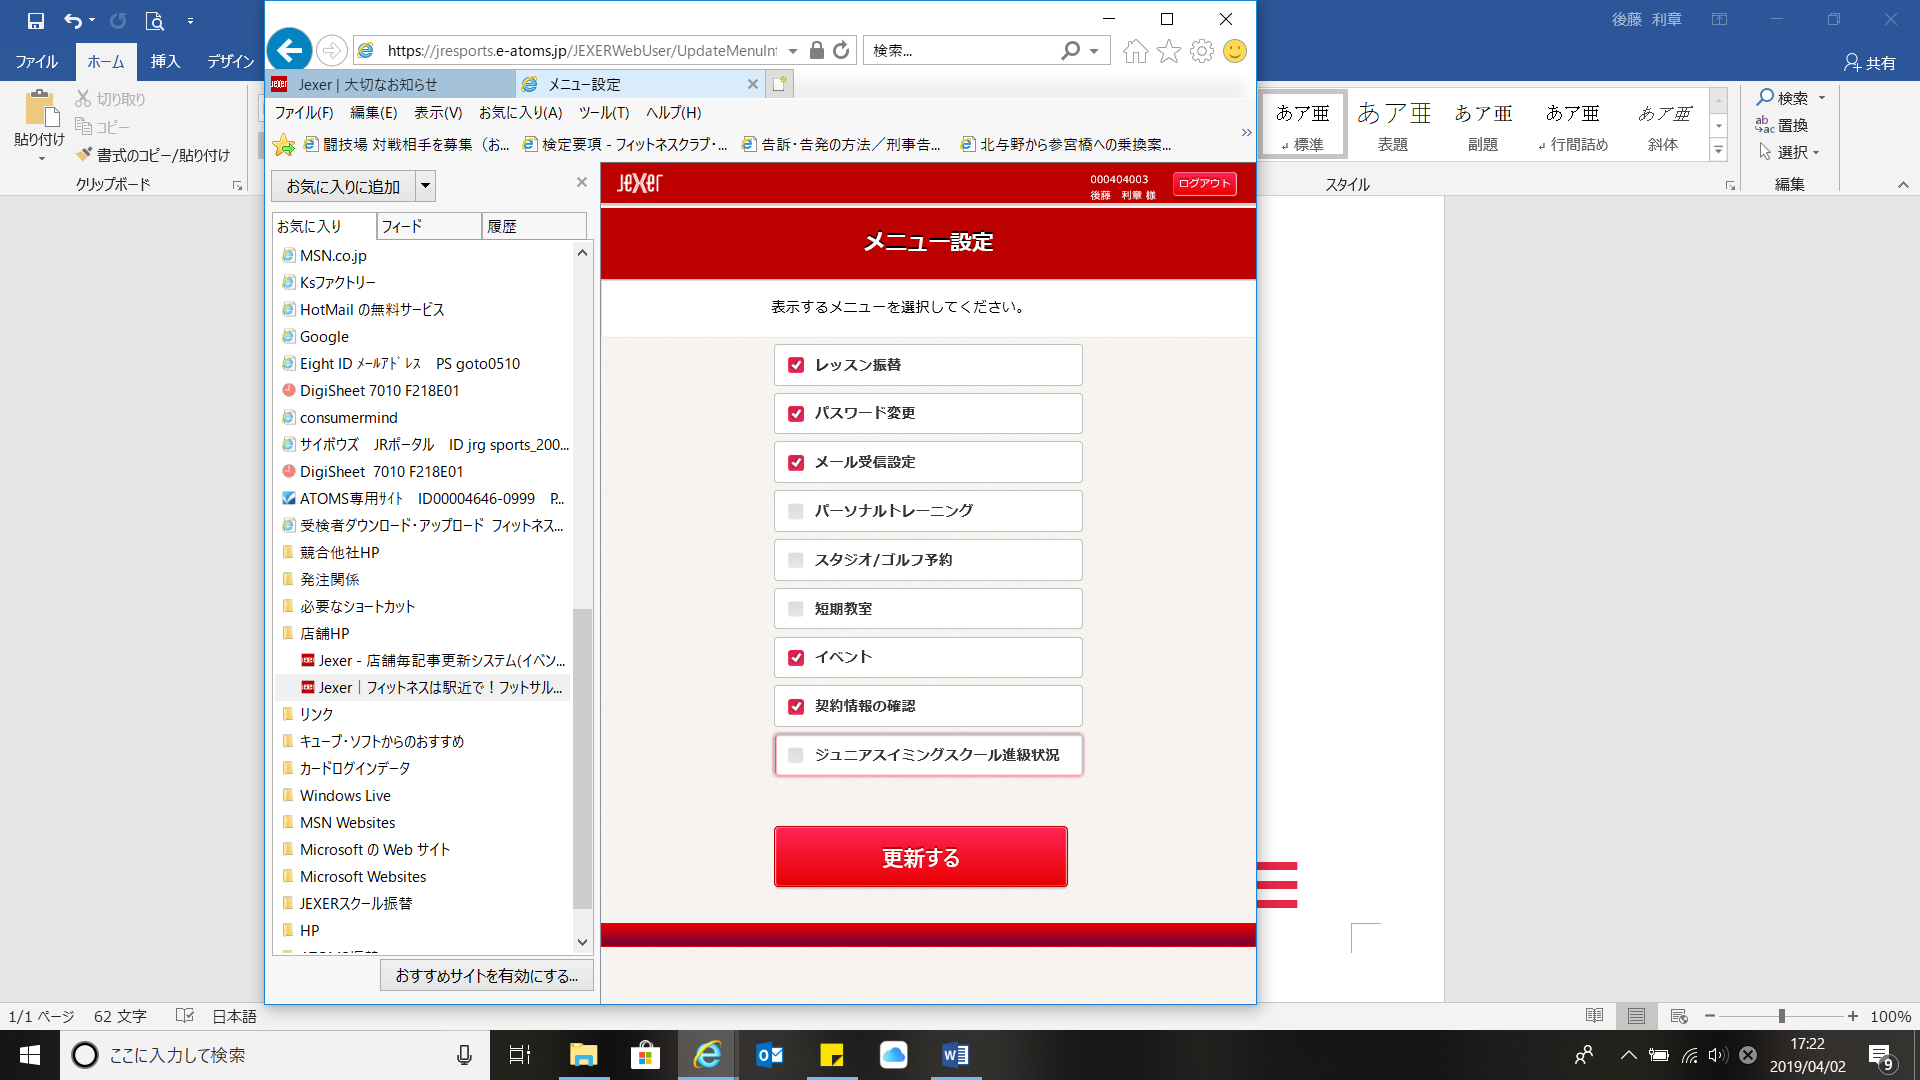 後藤 利章
ファイル
ホーム
挿入
デザイン
共有
貼り付け
切り取り
コピー
書式のコピー/貼り付け
クリップボード
あア亜
標準
あア亜
表題
あア亜
副題
あア亜
行間詰め
あア亜
斜体
スタイル
検索
置換
選択
編集
https://jresports.e-atoms.jp/JEXERWebUser/UpdateMenuInf
検索...
Jexer | 大切なお知らせ
メニュー設定
ファイル(F)
編集(E)
表示(V)
お気に入り(A)
ツール(T)
ヘルプ(H)
闘技場 対戦相手を募集（お...
検定要項 - フィットネスクラブ・...
告訴・告発の方法／刑事告...
北与野から参宮橋への乗換案...
お気に入りに追加
お気に入り
フィード
履歴
MSN.co.jp
Ksファクトリー
HotMail の無料サービス
Google
Eight ID ﾒｰﾙｱﾄﾞﾚｽ　PS goto0510
DigiSheet 7010 F218E01
consumermind
サイボウズ　JRポータル　ID jrg sports_200...
DigiSheet  7010 F218E01
ATOMS専用ｻｲﾄ　ID00004646-0999　P..
受検者ダウンロード・アップロード フィットネス...
競合他社HP
発注関係
必要なショートカット
店舗HP
Jexer - 店舗毎記事更新システム(イベン...
Jexer｜フィットネスは駅近で！フットサル...
リンク
キューブ・ソフトからのおすすめ
カードログインデータ
Windows Live
MSN Websites
Microsoft の Web サイト
Microsoft Websites
JEXERスクール振替
HP
おすすめサイトを有効にする...
JEXER
000404003
後藤　利章 様
ログアウト
メニュー設定
表示するメニューを選択してください。
レッスン振替
パスワード変更
メール受信設定
パーソナルトレーニング
スタジオ/ゴルフ予約
短期教室
イベント
契約情報の確認
ジュニアスイミングスクール進級状況
更新する
1/1 ページ
62 文字
日本語
100%
ここに入力して検索
17:22
2019/04/02
9